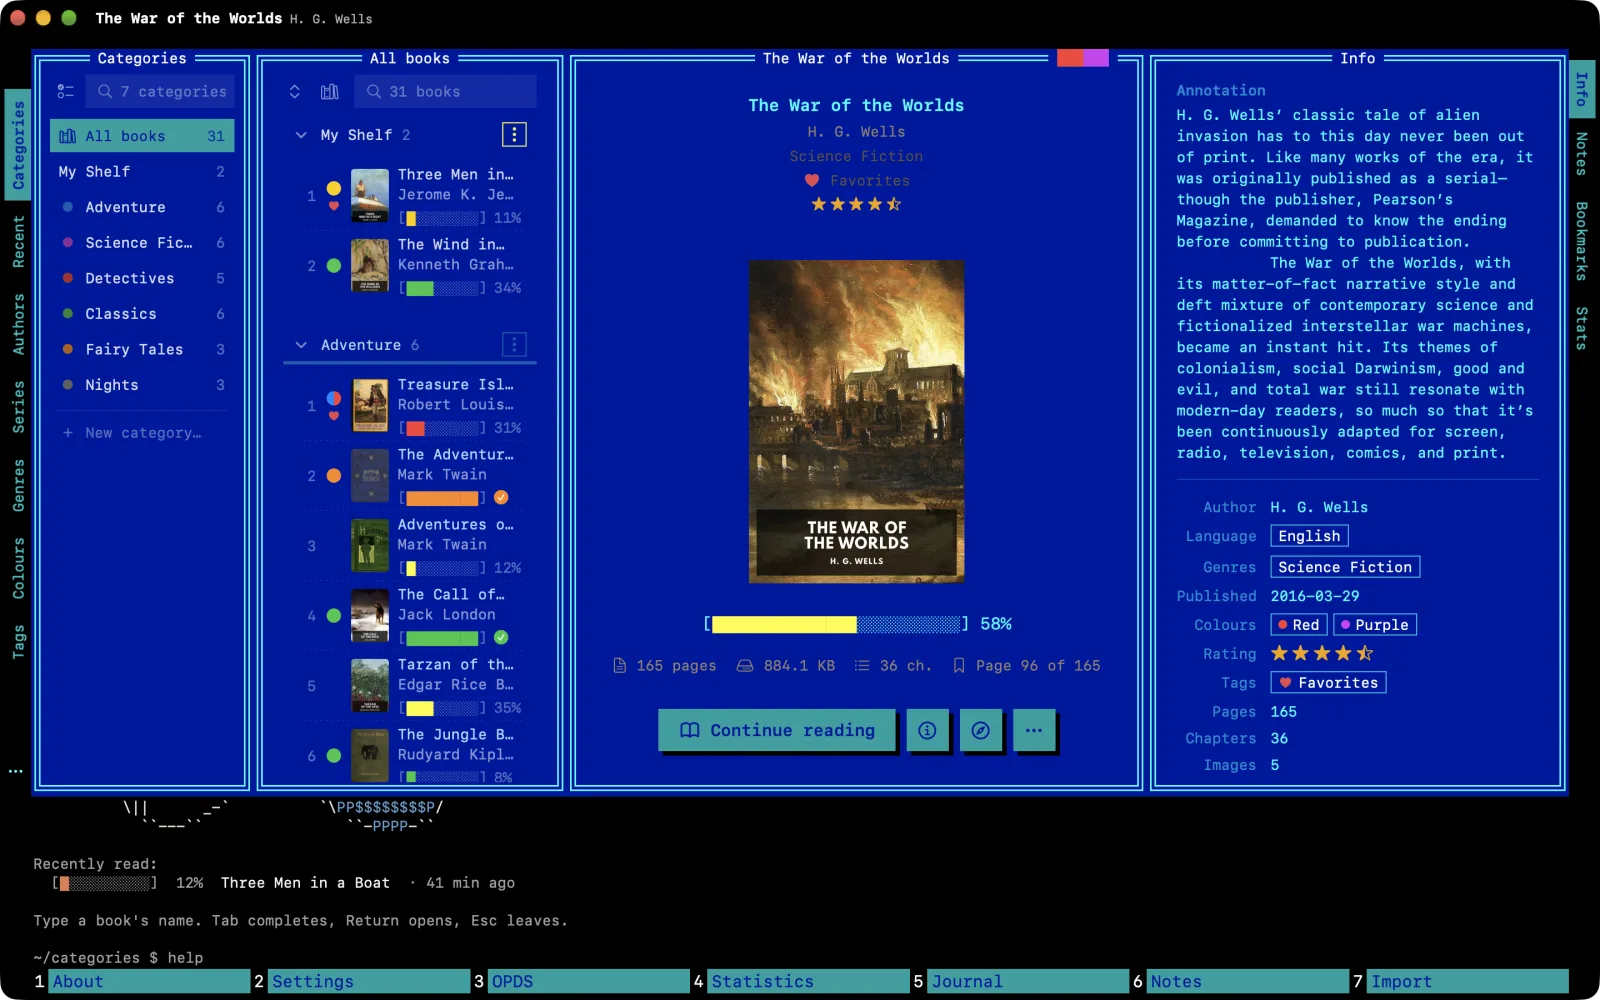 The War of the Worlds H. G. Wells
Categories
Recent
Authors
Series
Genres
Colours
Tags
...
Categories
7 categories
All books 31
My Shelf 2
Adventure 6
Science Fic… 6
Detectives 5
Classics 6
Fairy Tales 3
Nights 3
+ New category…
All books
31 books
My Shelf 2
1 Three Men in…
Jerome K. Je…
[ ] 11%
2 The Wind in…
Kenneth Grah…
[ ] 34%
Adventure 6
1 Treasure Isl…
Robert Louis…
[ ] 31%
2 The Adventur…
Mark Twain
[ ]
3 Adventures o…
Mark Twain
[ ] 12%
4 The Call of…
Jack London
[ ]
5 Tarzan of th…
Edgar Rice B…
[ ] 35%
6 The Jungle B…
Rudyard Kipl…
[ ] 8%
The War of the Worlds
The War of the Worlds
H. G. Wells
Science Fiction
Favorites
THE WAR OF
THE WORLDS
H. G. WELLS
[ ] 58%
165 pages 884.1 KB 36 ch. Page 96 of 165
Continue reading
Info
Annotation
H. G. Wells’ classic tale of alien
invasion has to this day never been out
of print. Like many works of the era, it
was originally published as a serial—
though the publisher, Pearson’s
Magazine, demanded to know the ending
before committing to publication.
The War of the Worlds, with
its matter-of-fact narrative style and
deft mixture of contemporary science and
fictionalized interstellar war machines,
became an instant hit. Its themes of
colonialism, social Darwinism, good and
evil, and total war still resonate with
modern-day readers, so much so that it’s
been continuously adapted for screen,
radio, television, comics, and print.
Author H. G. Wells
Language English
Genres Science Fiction
Published 2016-03-29
Colours Red Purple
Rating
Tags Favorites
Pages 165
Chapters 36
Images 5
Info
Notes
Bookmarks
Stats
\|| _-` `\PP$$$$$$$$P/
``---`` ``-PPPP-``
Recently read:
[ ] 12% Three Men in a Boat · 41 min ago
Type a book's name. Tab completes, Return opens, Esc leaves.
~/categories $ help
1 About 2 Settings 3 OPDS 4 Statistics 5 Journal 6 Notes 7 Import